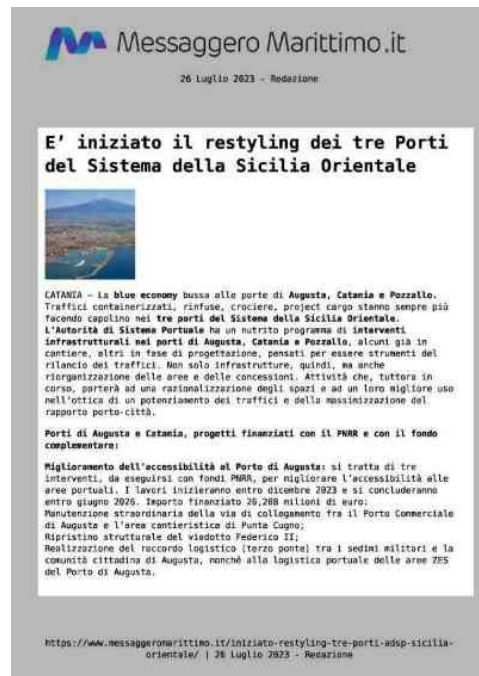 Messaggero Marittimo.it
26 Luglio 2023 - Redazione
E' iniziato il restyling dei tre Porti
del Sistema della Sicilia Orientale
CATANIA – La blue economy bussa alle porte di Augusta, Catania e Pozzallo.
Traffici containerizzati, rinfuse, crociere, project cargo stanno sempre più
facendo capolino nei tre porti del Sistema della Sicilia Orientale.
L'Autorità di Sistema Portuale ha un nutrito programma di interventi
infrastrutturali nei porti di Augusta, Catania e Pozzallo, alcuni già in
cantiere, altri in fase di progettazione, pensati per essere strumenti del
rilancio dei traffici. Non solo infrastrutture, quindi, ma anche
riorganizzazione delle aree e delle concessioni. Attività che, tuttora in
corso, porterà ad una razionalizzazione degli spazi e ad un loro migliore uso
nell'ottica di un potenziamento dei traffici e della massimizzazione del
rapporto porto-città.
Porti di Augusta e Catania, progetti finanziati con il PNRR e con il fondo
complementare:
Miglioramento dell'accessibilità al Porto di Augusta: si tratta di tre
interventi, da eseguirsi con fondi PNRR, per migliorare l'accessibilità alle
aree portuali. I lavori inizieranno entro dicembre 2023 e si concluderanno
entro giugno 2026. Importo finanziato 26,208 milioni di euro:
Manutenzione straordinaria della via di collegamento fra il Porto Commerciale
di Augusta e l'area cantieristica di Punta Cugno;
Ripristino strutturale del viadotto Federico II;
Realizzazione del raccordo logistico (terzo ponte) tra i sedimi militari e la
comunità cittadina di Augusta, nonché alla logistica portuale delle aree ZES
del Porto di Augusta.
https://www.messaggeromarittimo.it/iniziato-restyling-tre-porti-adsp-sicilia-
orientale/ | 26 Luglio 2023 - Redazione